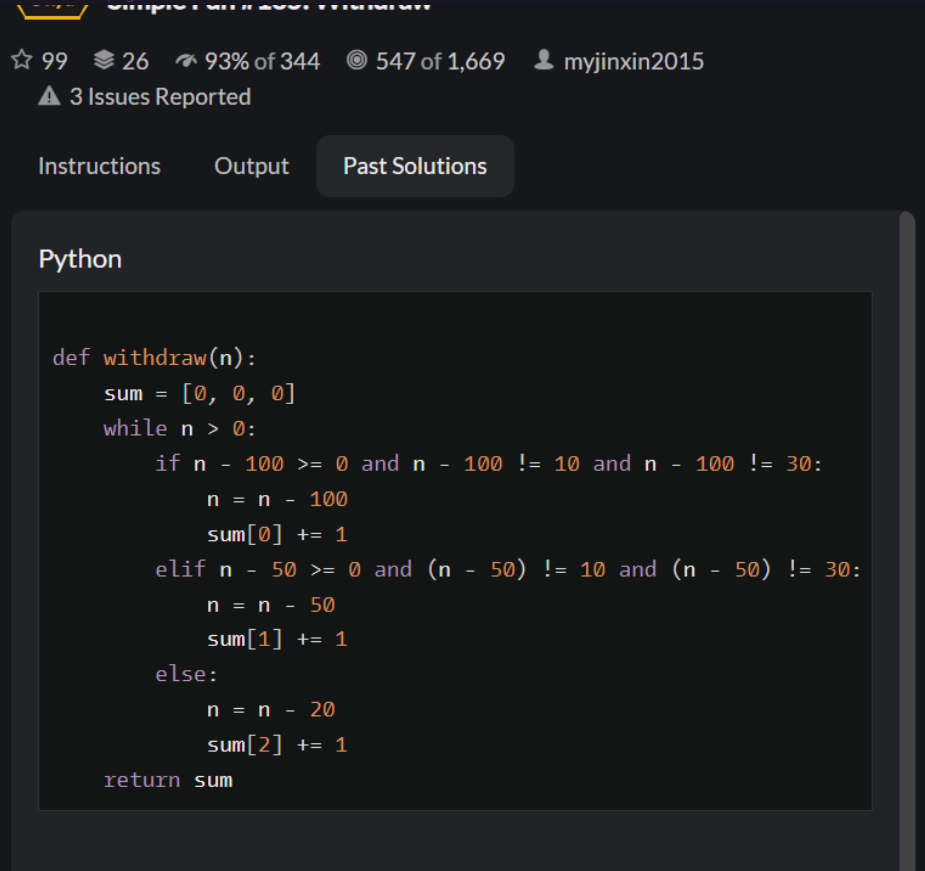 Simple Fun #165: Withdraw
99 26 93% of 344 547 of 1,669 myjinxin2015
3 Issues Reported
Instructions Output Past Solutions
Python
def withdraw(n):
    sum = [0, 0, 0]
    while n > 0:
        if n - 100 >= 0 and n - 100 != 10 and n - 100 != 30:
            n = n - 100
            sum[0] += 1
        elif n - 50 >= 0 and (n - 50) != 10 and (n - 50) != 30:
            n = n - 50
            sum[1] += 1
        else:
            n = n - 20
            sum[2] += 1
    return sum